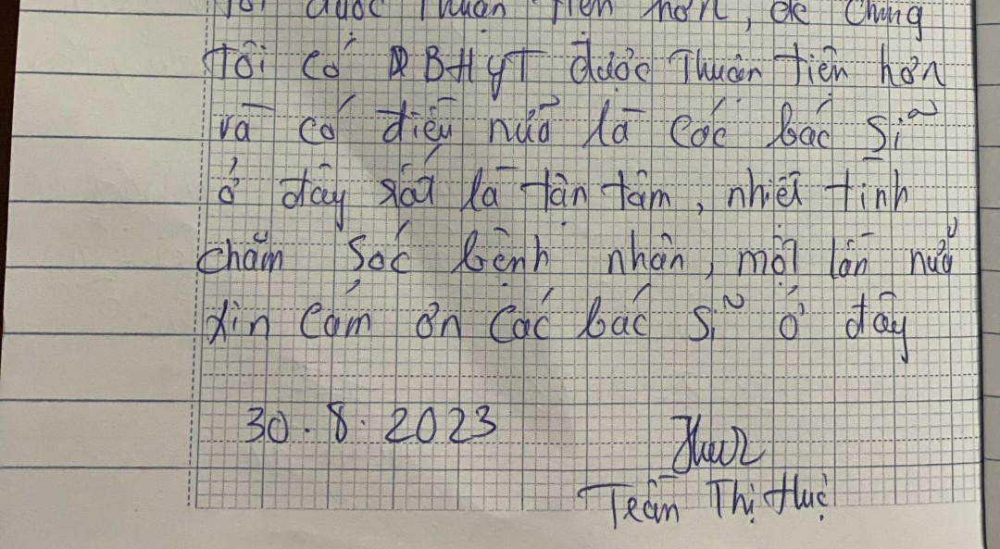 tôi được Thuận tiện hơn, để chúng
tôi có BHYT được Thuận tiện hơn
và có điều nữa là các bác sĩ
ở đây rất là tận tâm, nhiệt tình
chăm sóc bệnh nhân, một lần nữa
xin cảm ơn các bác sĩ ở đây
30.8.2023
Trần Thị Huệ